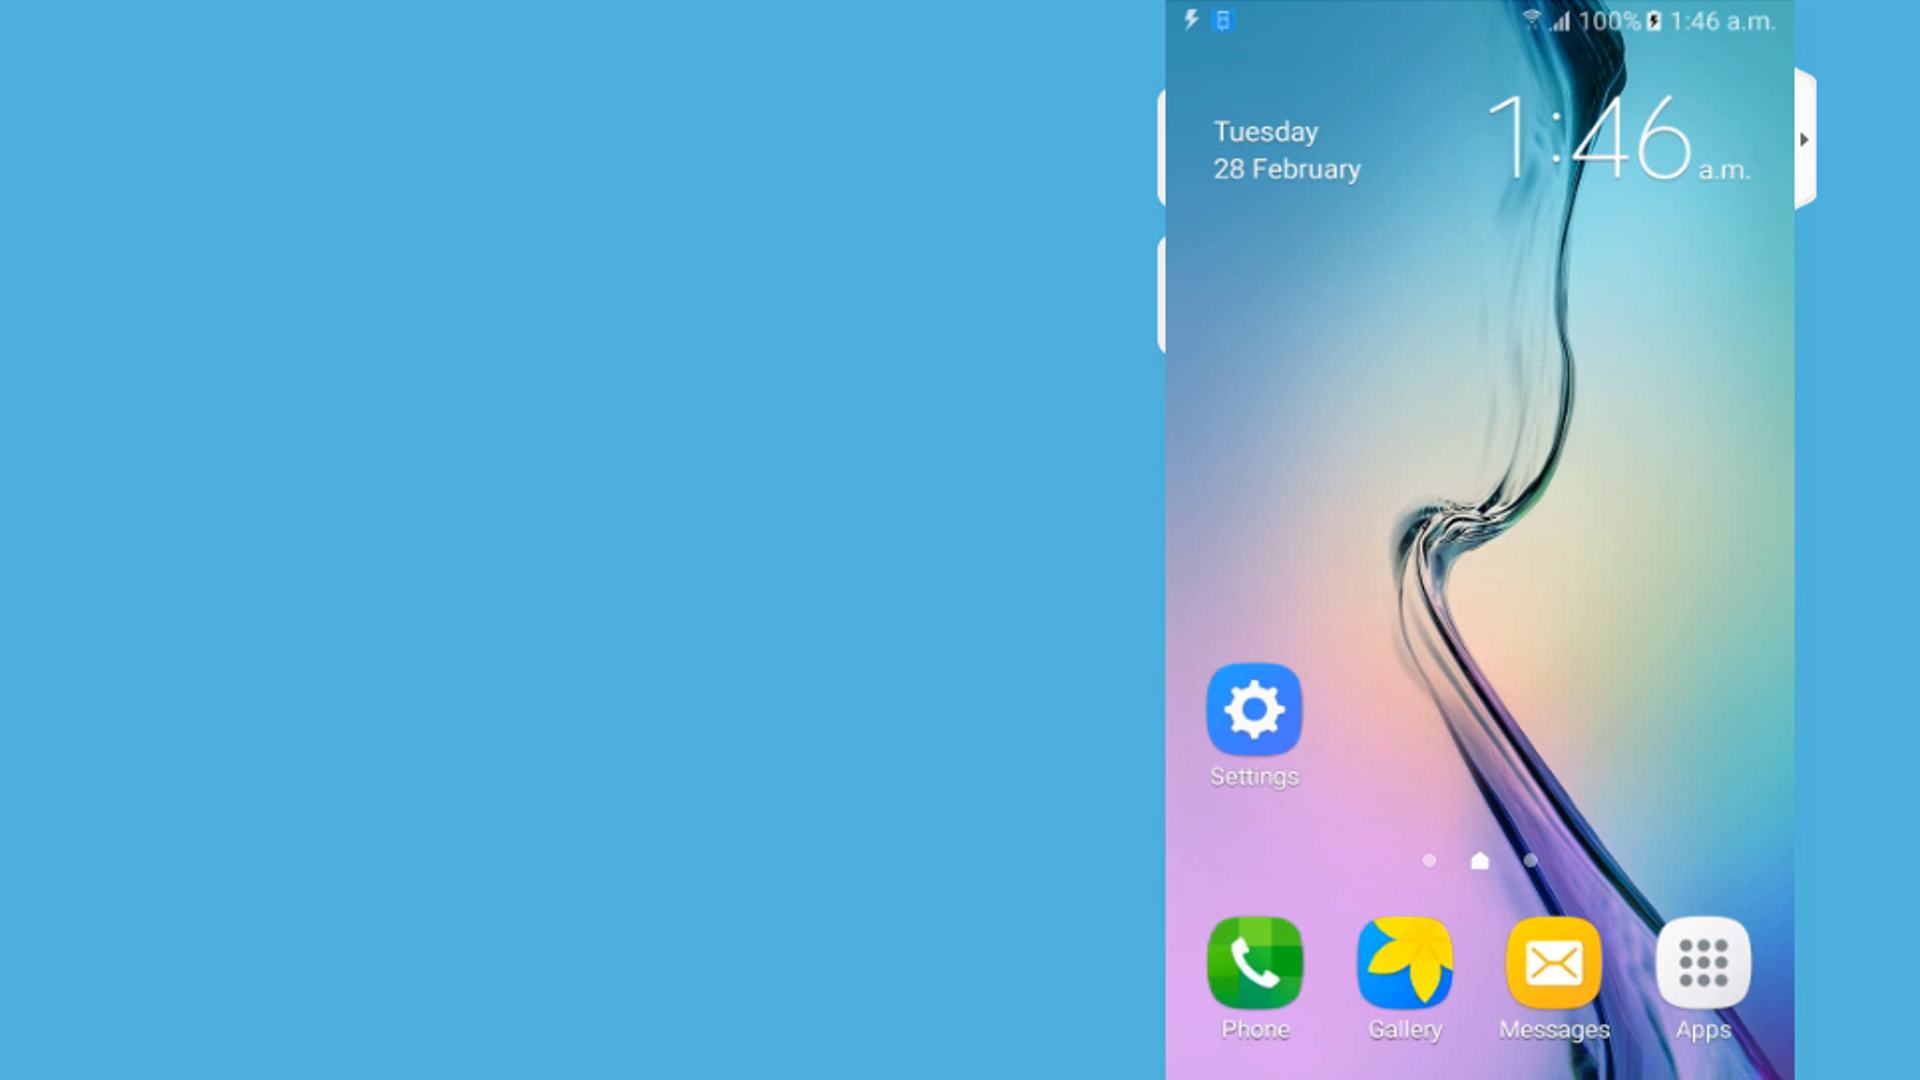 100% 1:46 a.m.
Tuesday
28 February
1:46 a.m.
Settings
Phone
Gallery
Messages
Apps